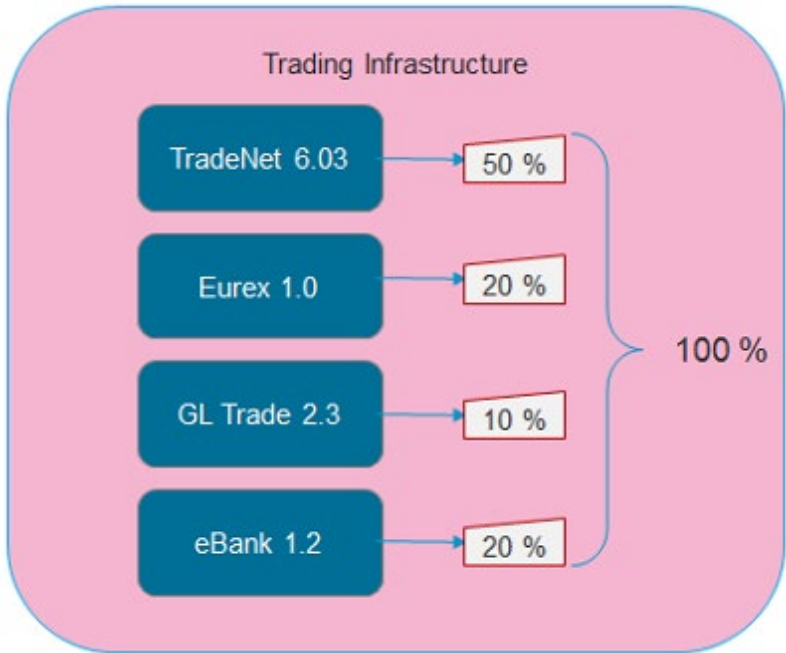 Trading Infrastructure
TradeNet 6.03
50 %
Eurex 1.0
20 %
100 %
GL Trade 2.3
10 %
eBank 1.2
20 %